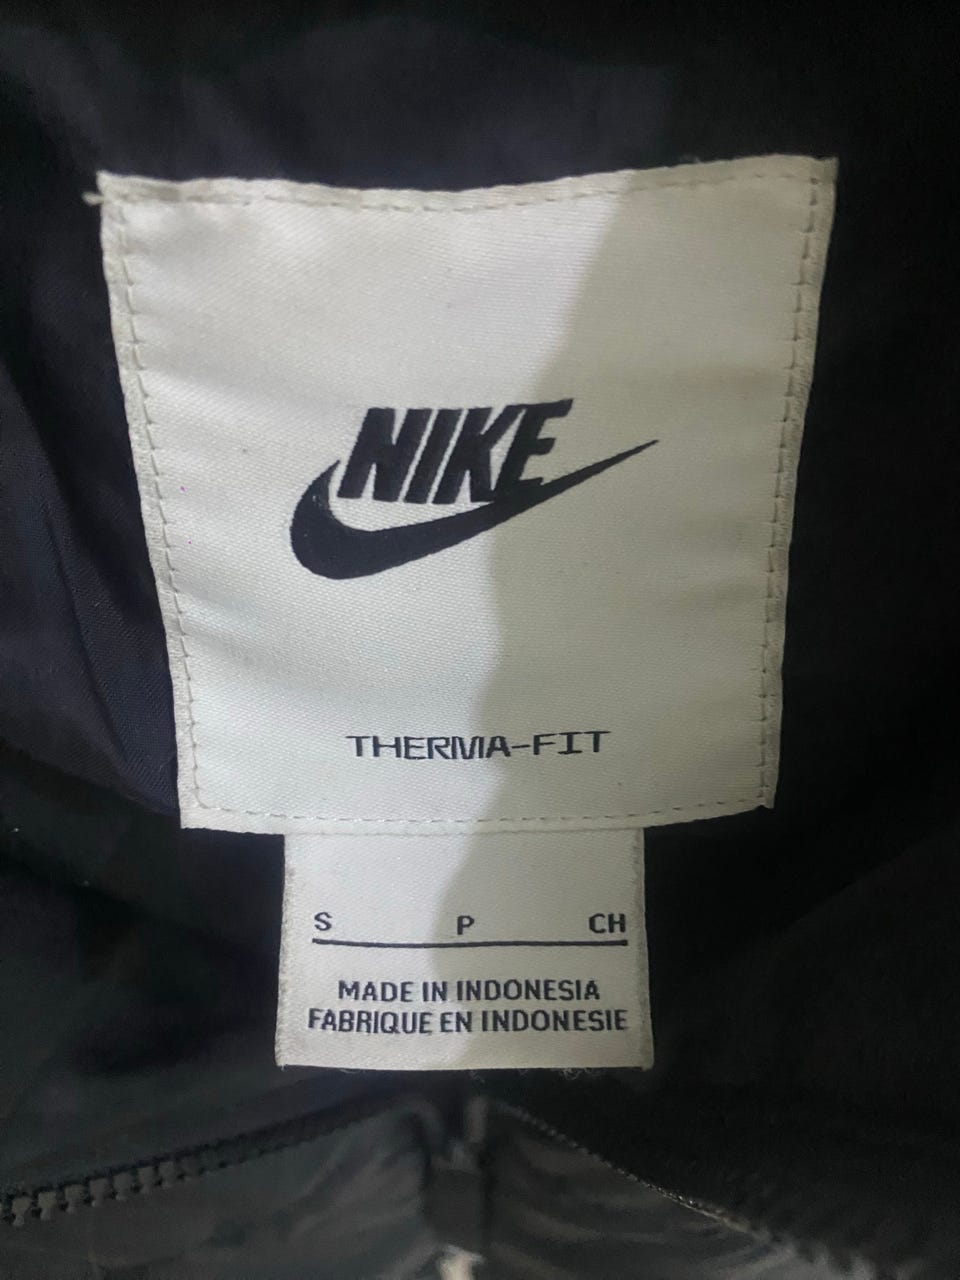 NIKE
THERMA-FIT
S P CH
MADE IN INDONESIA
FABRIQUE EN INDONESIE